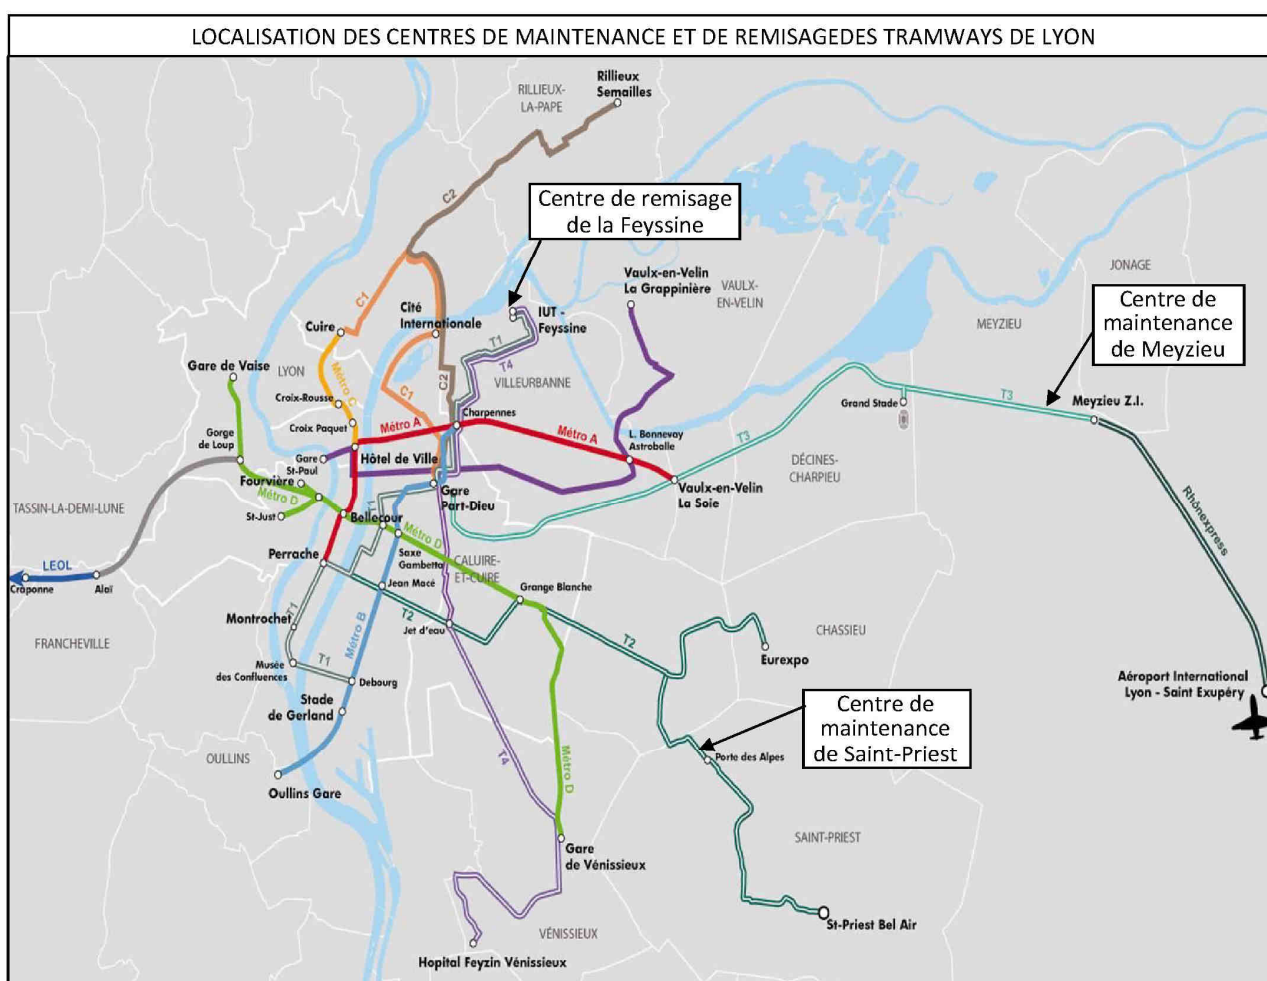 LOCALISATION DES CENTRES DE MAINTENANCE ET DE REMISAGEDES TRAMWAYS DE LYON
Rillieux
Semailles
RILLIEUX-
LA-PAPE
C2
Centre de remisage
de la Feyssine
Vaulx-en-Velin
La Grappinière
VAULX-
EN-VELIN
JONAGE
MEYZIEU
Centre de
maintenance
de Meyzieu
C1
Cité
Internationale
IUT -
Feyssine
Cuire
T1
T4
Gare de Vaise
LYON
Métro C
C2
VILLEURBANNE
Croix-Rousse
C1
Charpennes
Grand Stade
T3
Meyzieu Z.I.
Croix Paquet
Métro A
Métro A
Gorge
de Loup
L. Bonnevay
Astroballe
T3
Hôtel de Ville
Gare
St-Paul
DÉCINES-
CHARPIEU
Fourvière
Métro D
Gare
Part-Dieu
Vaulx-en-Velin
La Soie
Rhônexpress
TASSIN-LA-DEMI-LUNE
St-Just
Bellecour
T1
Métro D
Perrache
Saxe
Gambetta
CALUIRE-
ET-CUIRE
LEOL
Craponne
Alaï
Jean Macé
Grange Blanche
T1
T2
Montrochet
Métro B
Jet d'eau
T2
CHASSIEU
FRANCHEVILLE
Eurexpo
Musée
des Confluences
T1
Debourg
Aéroport International
Lyon - Saint Exupéry
Stade
de Gerland
Centre de
maintenance
de Saint-Priest
OULLINS
T4
Métro D
Porte des Alpes
Oullins Gare
Gare
de Vénissieux
SAINT-PRIEST
St-Priest Bel Air
VÉNISSIEUX
Hopital Feyzin Vénissieux